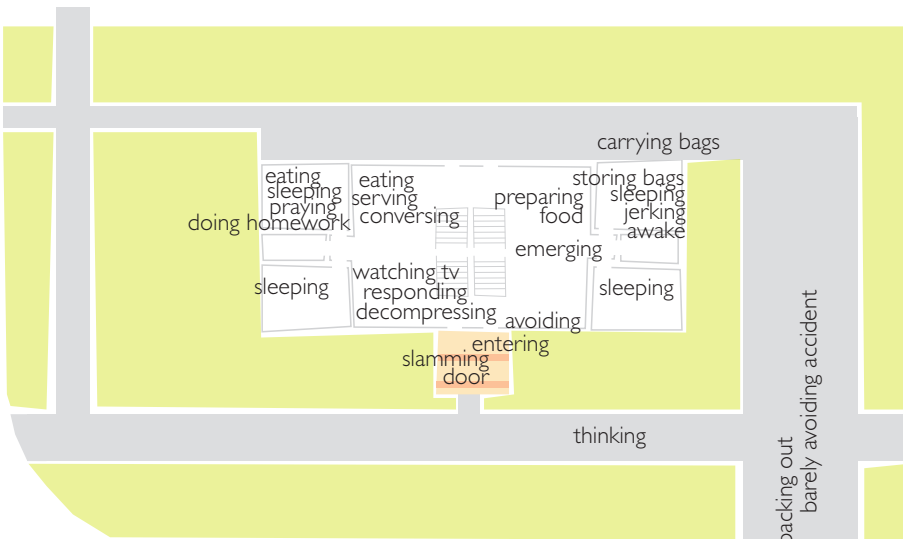 carrying bags
eating
sleeping
praying
doing homework
eating
serving
conversing
preparing
food
storing bags
sleeping
jerking
awake
emerging
sleeping
watching tv
responding
decompressing
sleeping
avoiding
entering
slamming
door
thinking
out
barely avoiding accident